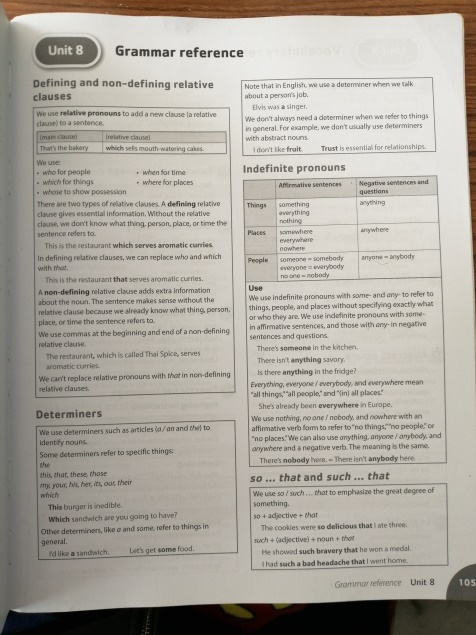 Unit 8
Grammar reference
Defining and non-defining relative
clauses
We use relative pronouns to add a new clause (a relative
clause) to a sentence.
(main clause) (relative clause)
That's the bakery which sells mouth-watering cakes.
We use:
• who for people • when for time
• which for things • where for places
• whose to show possession
There are two types of relative clauses. A defining relative
clause gives essential information. Without the relative
clause, we don't know what thing, person, place, or time the
sentence refers to.
This is the restaurant which serves aromatic curries.
In defining relative clauses, we can replace who and which
with that.
This is the restaurant that serves aromatic curries.
A non-defining relative clause adds extra information
about the noun. The sentence makes sense without the
relative clause because we already know what thing, person,
place, or time the sentence refers to.
We use commas at the beginning and end of a non-defining
relative clause.
The restaurant, which is called Thai Spice, serves
aromatic curries.
We can't replace relative pronouns with that in non-defining
relative clauses.
Determiners
We use determiners such as articles (a / an and the) to
identify nouns.
Some determiners refer to specific things:
the
this, that, these, those
my, your, his, her, its, our, their
which
This burger is inedible.
Which sandwich are you going to have?
Other determiners, like a and some, refer to things in
general.
I'd like a sandwich. Let's get some food.
Note that in English, we use a determiner when we talk
about a person's job.
Elvis was a singer.
We don't always need a determiner when we refer to things
in general. For example, we don't usually use determiners
with abstract nouns.
I don't like fruit. Trust is essential for relationships.
Indefinite pronouns
Affirmative sentences Negative sentences and
questions
Things something anything
everything
nothing
Places somewhere anywhere
everywhere
nowhere
People someone = somebody anyone = anybody
everyone = everybody
no one = nobody
Use
We use indefinite pronouns with some- and any- to refer to
things, people, and places without specifying exactly what
or who they are. We use indefinite pronouns with some-
in affirmative sentences, and those with any- in negative
sentences and questions.
There's someone in the kitchen.
There isn't anything savory.
Is there anything in the fridge?
Everything, everyone / everybody, and everywhere mean
"all things," "all people," and "(in) all places."
She's already been everywhere in Europe.
We use nothing, no one / nobody, and nowhere with an
affirmative verb form to refer to "no things," "no people," or
"no places." We can also use anything, anyone / anybody, and
anywhere and a negative verb. The meaning is the same.
There's nobody here. = There isn't anybody here.
so ... that and such ... that
We use so / such ... that to emphasize the great degree of
something.
so + adjective + that
The cookies were so delicious that I ate three.
such + (adjective) + noun + that
He showed such bravery that he won a medal.
I had such a bad headache that I went home.
Grammar reference Unit 8 105